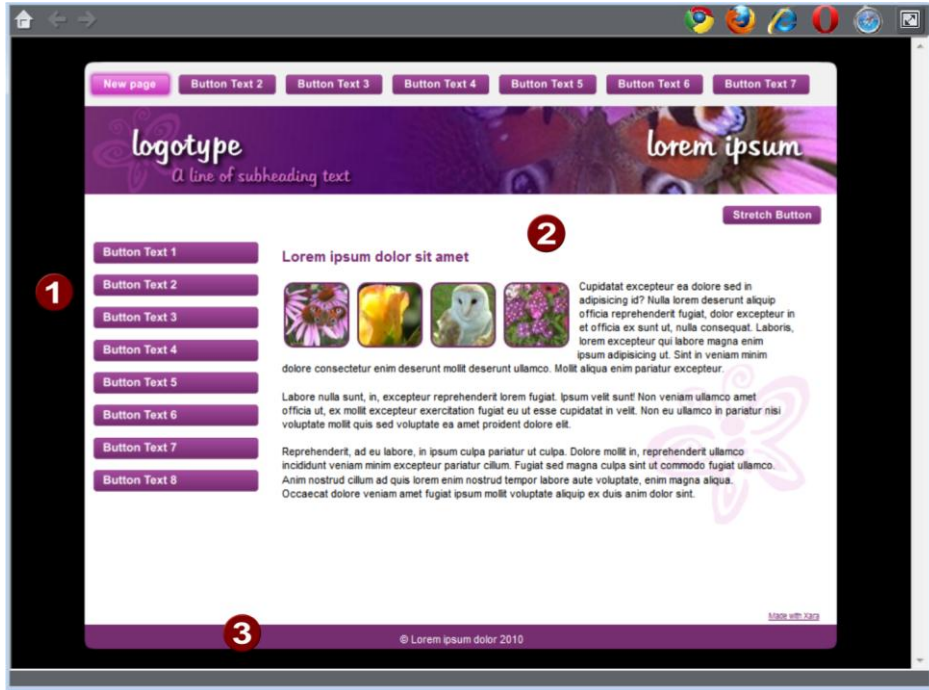 New page Button Text 2 Button Text 3 Button Text 4 Button Text 5 Button Text 6 Button Text 7
logotype
lorem ipsum
A line of subheading text
Stretch Button
2
Button Text 1
Lorem ipsum dolor sit amet
1
Button Text 2
Button Text 3
Button Text 4
Button Text 5
Button Text 6
Button Text 7
Button Text 8
Cupidatat excepteur ea dolore sed in
adipisicing id? Nulla lorem deserunt aliquip
officia reprehenderit fugiat, dolor excepteur in
et officia ex sunt ut, nulla consequat. Laboris,
lorem excepteur qui labore magna enim
ipsum adipisicing ut. Sint in veniam minim
dolore consectetur enim deserunt mollit deserunt ullamco. Mollit aliqua enim pariatur excepteur.
Labore nulla sunt, in, excepteur reprehenderit lorem fugiat. Ipsum velit sunt! Non veniam ullamco amet
officia ut, ex mollit excepteur exercitation fugiat eu ut esse cupidatat in velit. Non eu ullamco in pariatur nisi
voluptate mollit quis sed voluptate ea amet proident dolore elit.
Reprehenderit, ad eu labore, in ipsum culpa pariatur ut culpa. Dolore mollit in, reprehenderit ullamco
incididunt veniam minim excepteur pariatur cillum. Fugiat sed magna culpa sint ut commodo fugiat ullamco.
Anim nostrud cillum ad quis lorem enim nostrud tempor labore aute voluptate, enim magna aliqua.
Occaecat dolore veniam amet fugiat ipsum mollit voluptate aliquip ex duis anim dolor sint.
Made with Xara
3
© Lorem ipsum dolor 2010